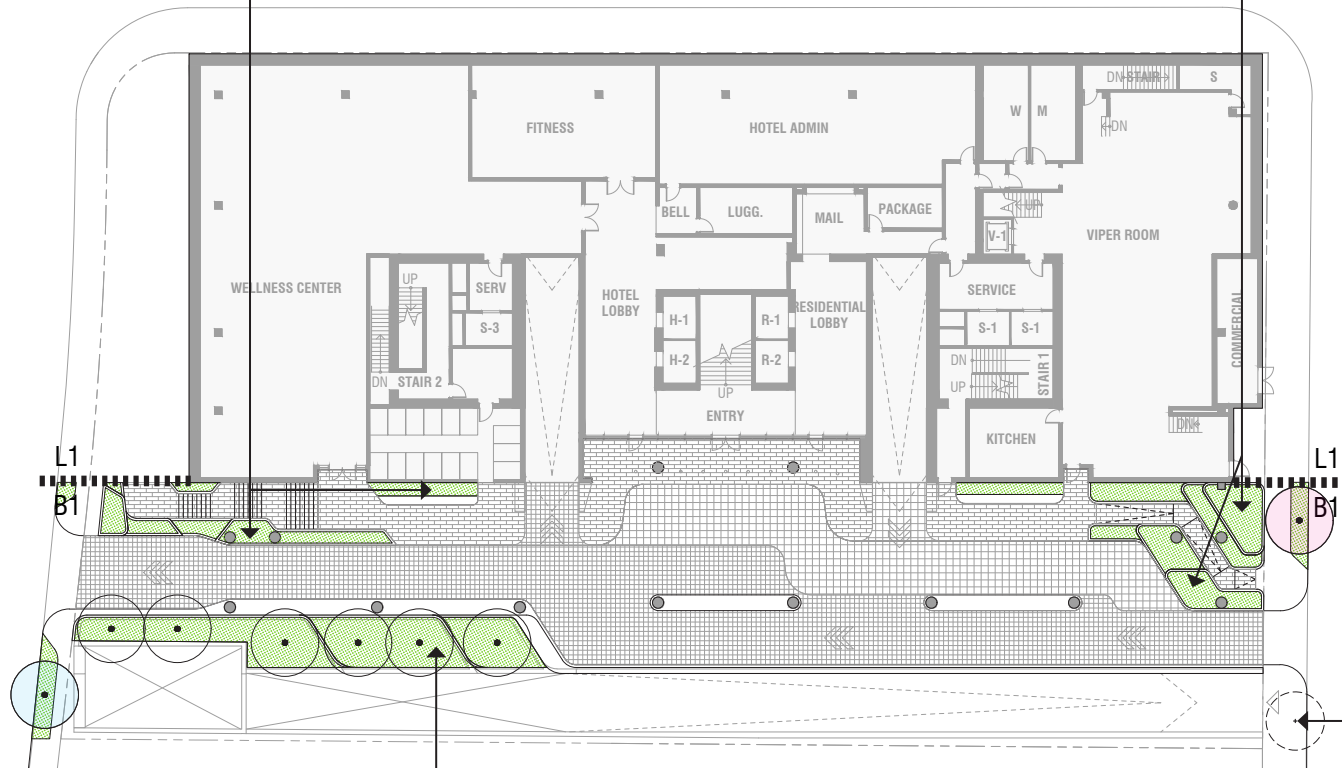 DN STAIR
S
W
M
DN
FITNESS
HOTEL ADMIN
BELL
LUGG.
MAIL
PACKAGE
UP
V-1
VIPER ROOM
WELLNESS CENTER
UP
SERV
S-3
HOTEL
LOBBY
H-1
R-1
H-2
R-2
RESIDENTIAL
LOBBY
SERVICE
S-1
S-1
COMMERCIAL
DN
STAIR 2
DN
UP
STAIR 1
UP
ENTRY
KITCHEN
DN
L1
B1
L1
B1